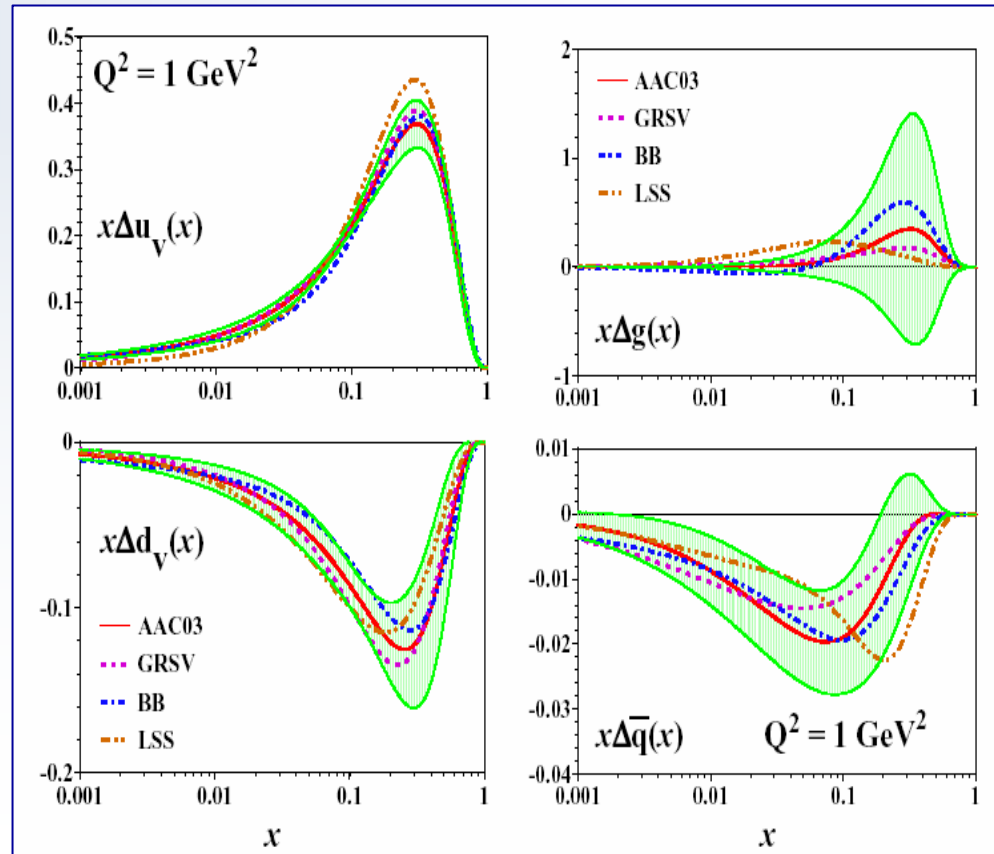 Q² = 1 GeV²
xΔu_v(x)
0.5
0.4
0.3
0.2
0.1
0
0.001
0.01
0.1
1
AAC03
GRSV
BB
LSS
xΔg(x)
2
1
0
-1
0.001
0.01
0.1
1
xΔd_v(x)
AAC03
GRSV
BB
LSS
0
-0.1
-0.2
0.001
0.01
0.1
1
x
0.01
0
-0.01
-0.02
-0.03
-0.04
xΔq̅(x) Q² = 1 GeV²
0.001
0.01
0.1
1
x